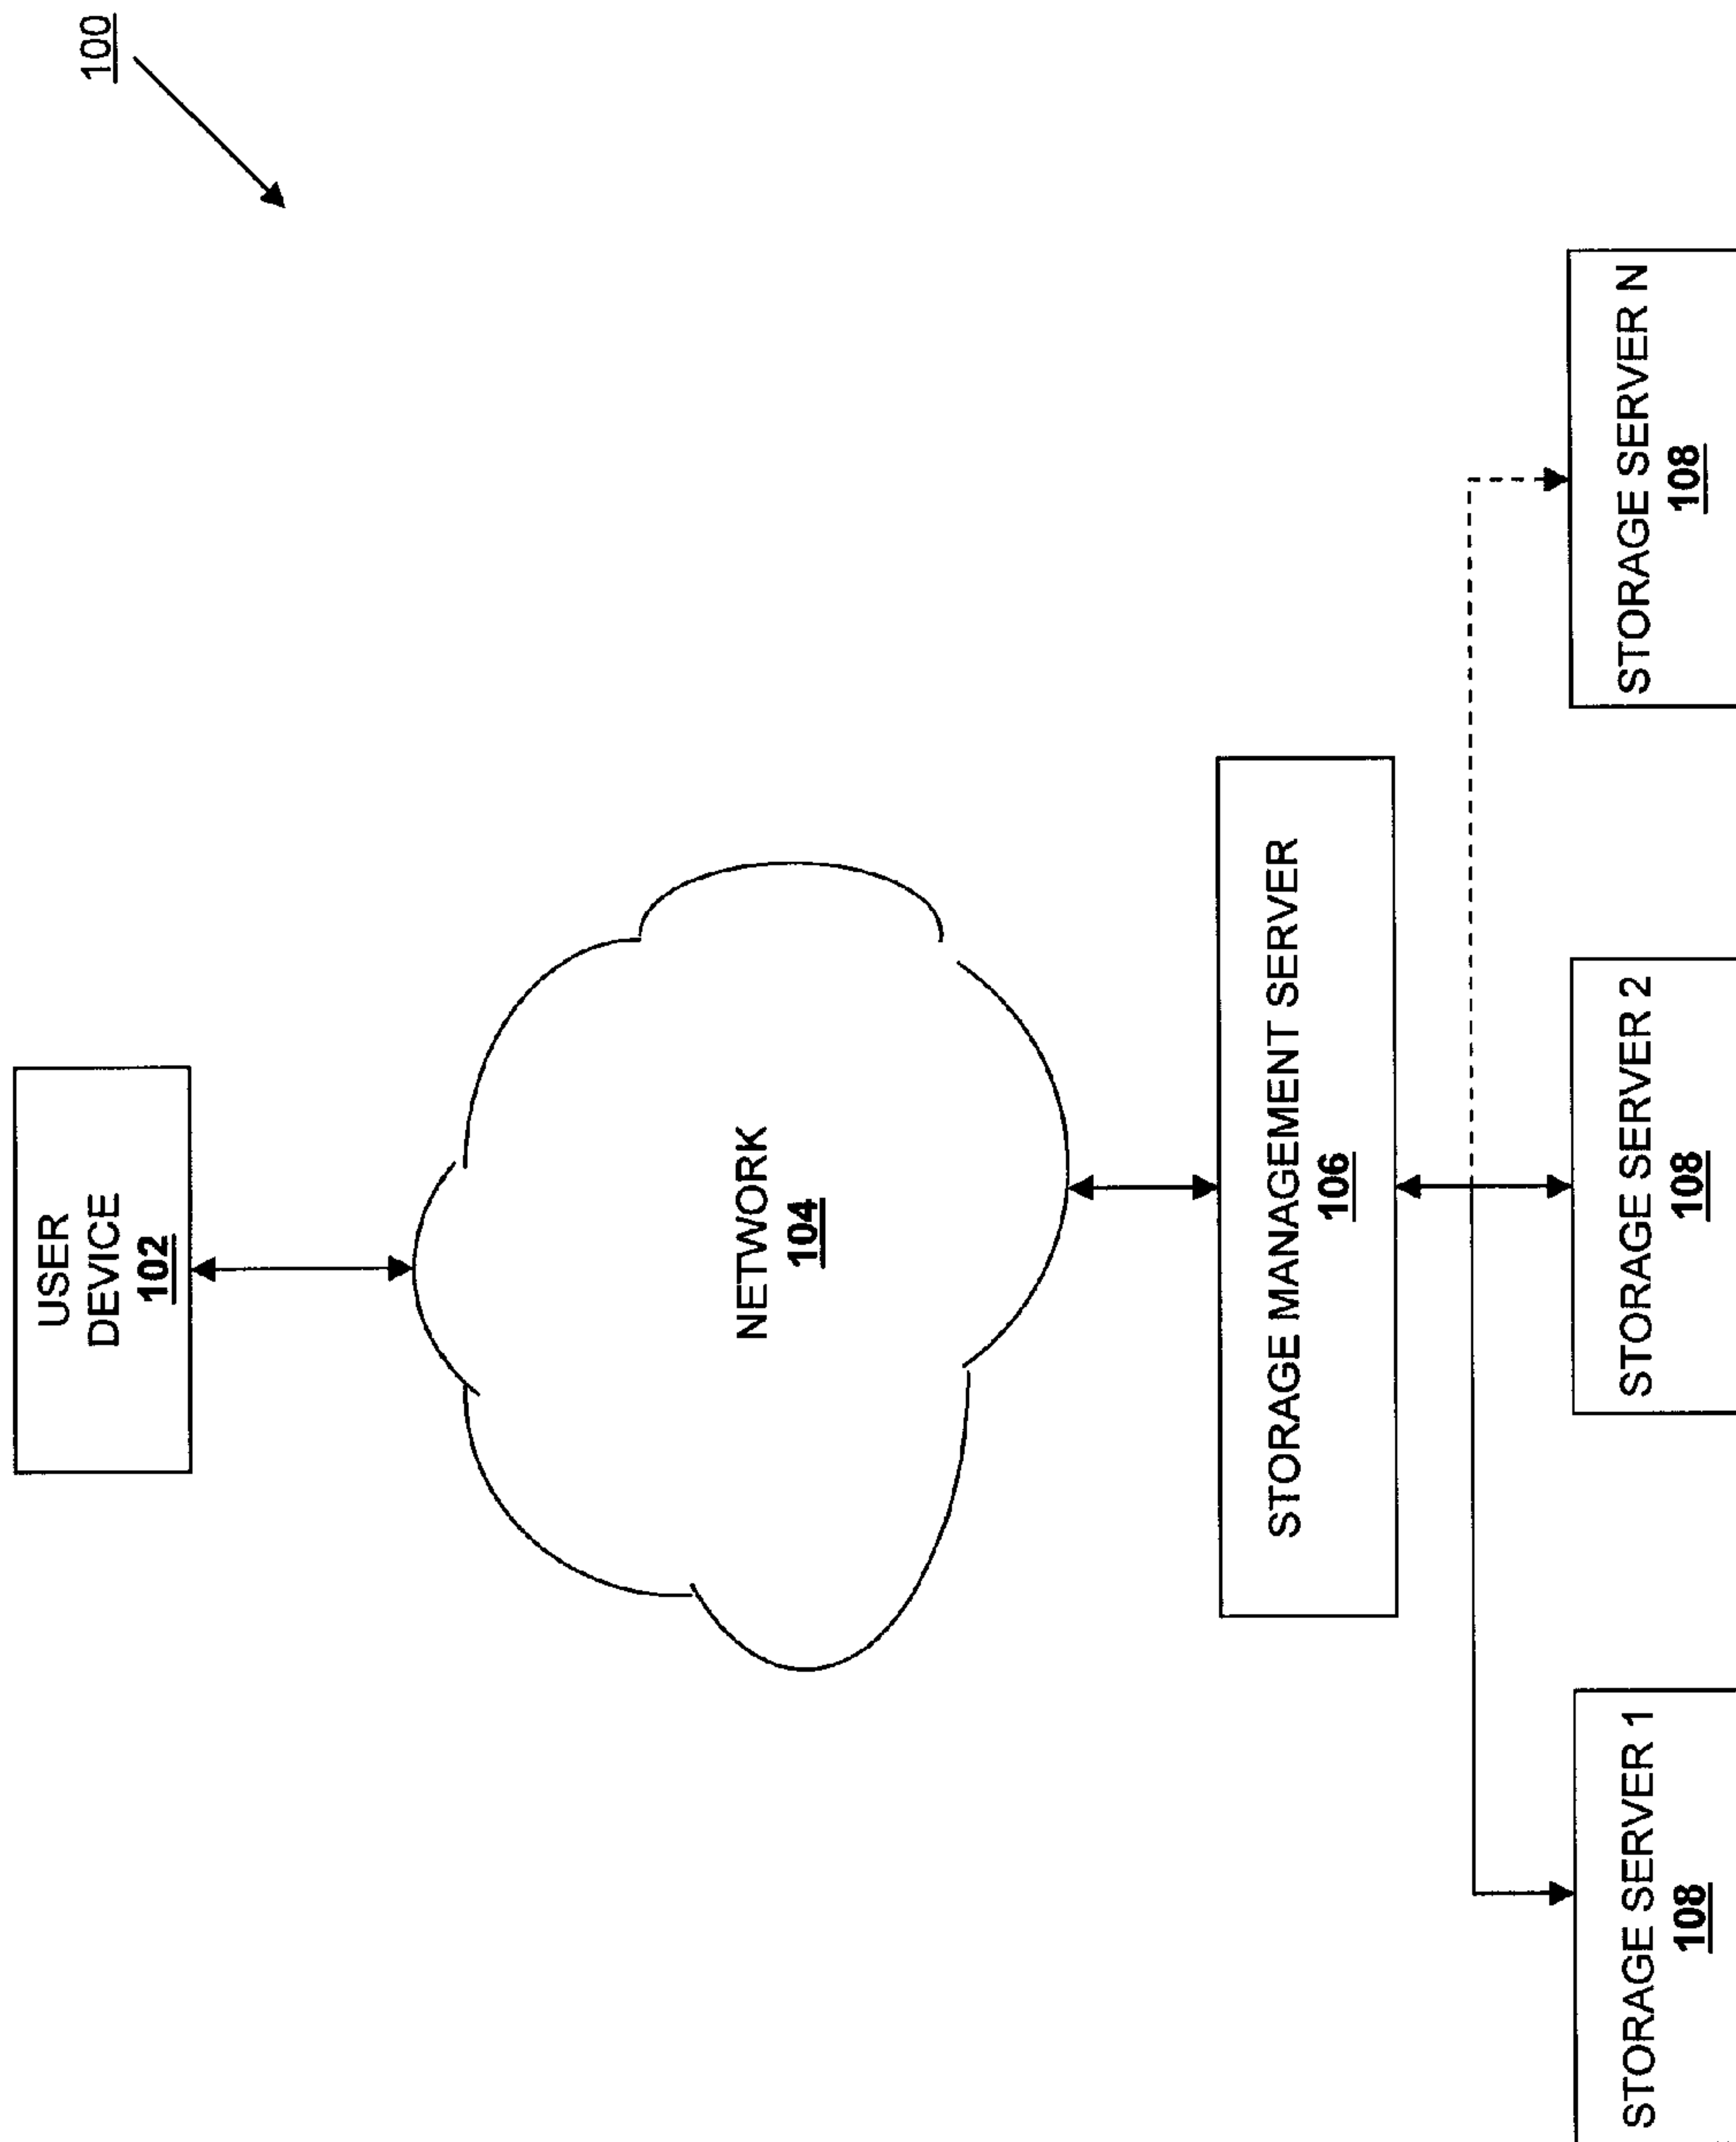 100
USER
DEVICE
102
NETWORK
104
STORAGE MANAGEMENT SERVER
106
STORAGE SERVER 1
108
STORAGE SERVER 2
108
STORAGE SERVER N
108